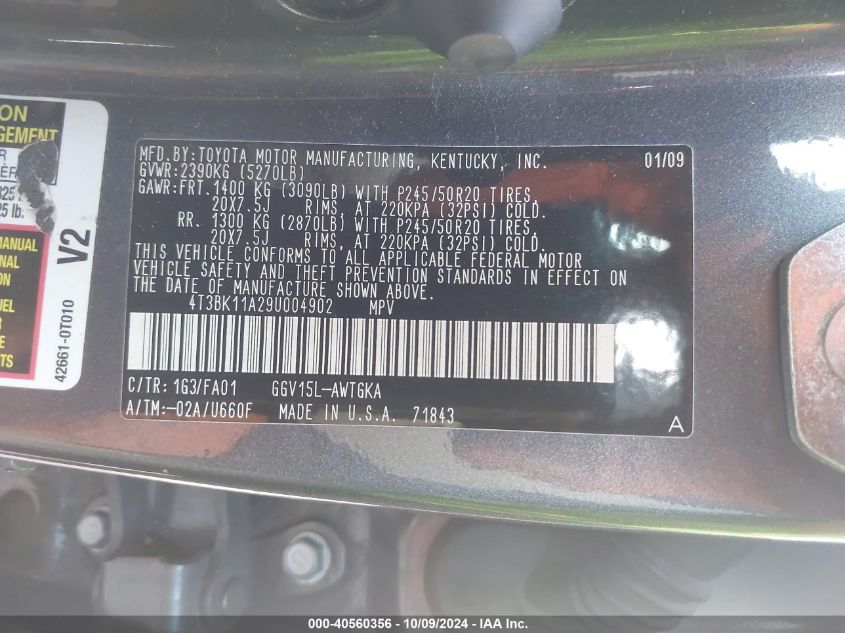 ION
GEMENT
MANUAL
V2
42661-0T010
MFD.BY:TOYOTA MOTOR MANUFACTURING, KENTUCKY, INC. 01/09
GVWR:2390KG (5270LB)
GAWR:FRT.1400 KG (3090LB) WITH P245/50R20 TIRES,
20X7.5J RIMS, AT 220KPA (32PSI) COLD.
RR. 1300 KG (2870LB) WITH P245/50R20 TIRES,
20X7.5J RIMS, AT 220KPA (32PSI) COLD.
THIS VEHICLE CONFORMS TO ALL APPLICABLE FEDERAL MOTOR
VEHICLE SAFETY AND THEFT PREVENTION STANDARDS IN EFFECT ON
THE DATE OF MANUFACTURE SHOWN ABOVE.
4T3BK11A29U004902 MPV
C/TR: 1G3/FA01 GGV15L-AWTGKA
A/TM:-02A/U660F MADE IN U.S.A. 71843
A
000-40560356 - 10/09/2024 - IAA Inc.